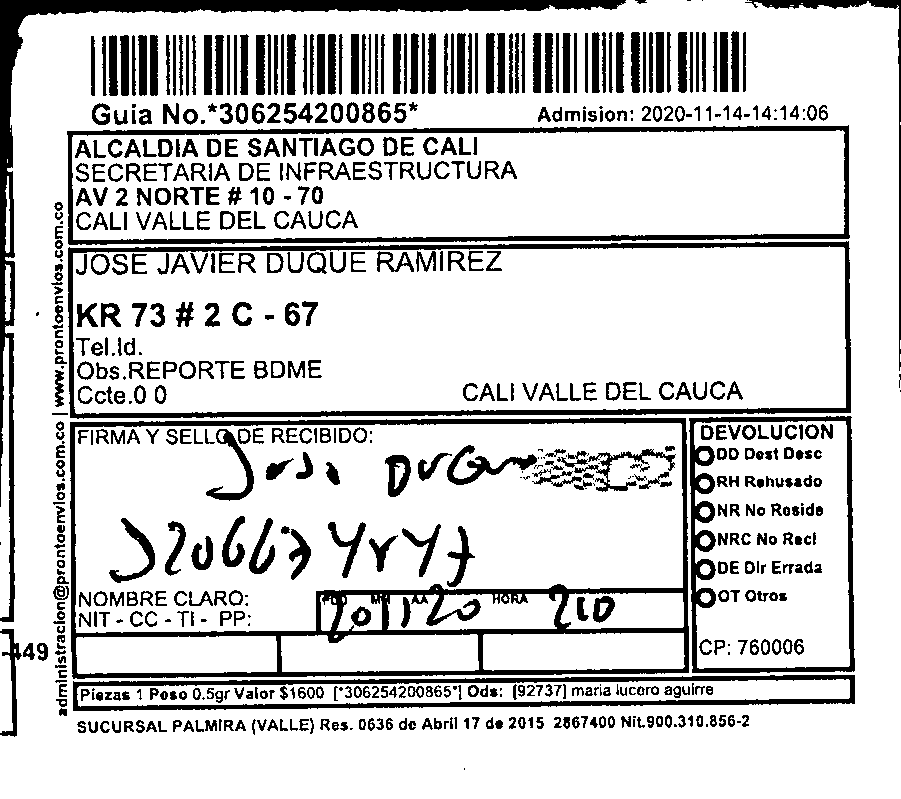 Guia No.*306254200865*
Admision: 2020-11-14-14:14:06
ALCALDIA DE SANTIAGO DE CALI
SECRETARIA DE INFRAESTRUCTURA
AV 2 NORTE # 10 - 70
CALI VALLE DEL CAUCA
JOSE JAVIER DUQUE RAMIREZ
KR 73 # 2 C - 67
Tel.Id.
Obs.REPORTE BDME
Ccte.0 0
CALI VALLE DEL CAUCA
administracion@prontoenvios.com.co | www.prontoenvios.com.co
FIRMA Y SELLO DE RECIBIDO:
NOMBRE CLARO:
NIT - CC - TI - PP:
MM AA HORA
201120 210
DEVOLUCION
DD Dest Desc
RH Rehusado
NR No Reside
NRC No Recl
DE Dir Errada
OT Otros
CP: 760006
449
Piezas 1 Peso 0.5gr Valor $1600 [*306254200865*] Ods: [92737] maria lucero aguirre
SUCURSAL PALMIRA (VALLE) Res. 0636 de Abril 17 de 2015 2867400 Nit.900.310.856-2